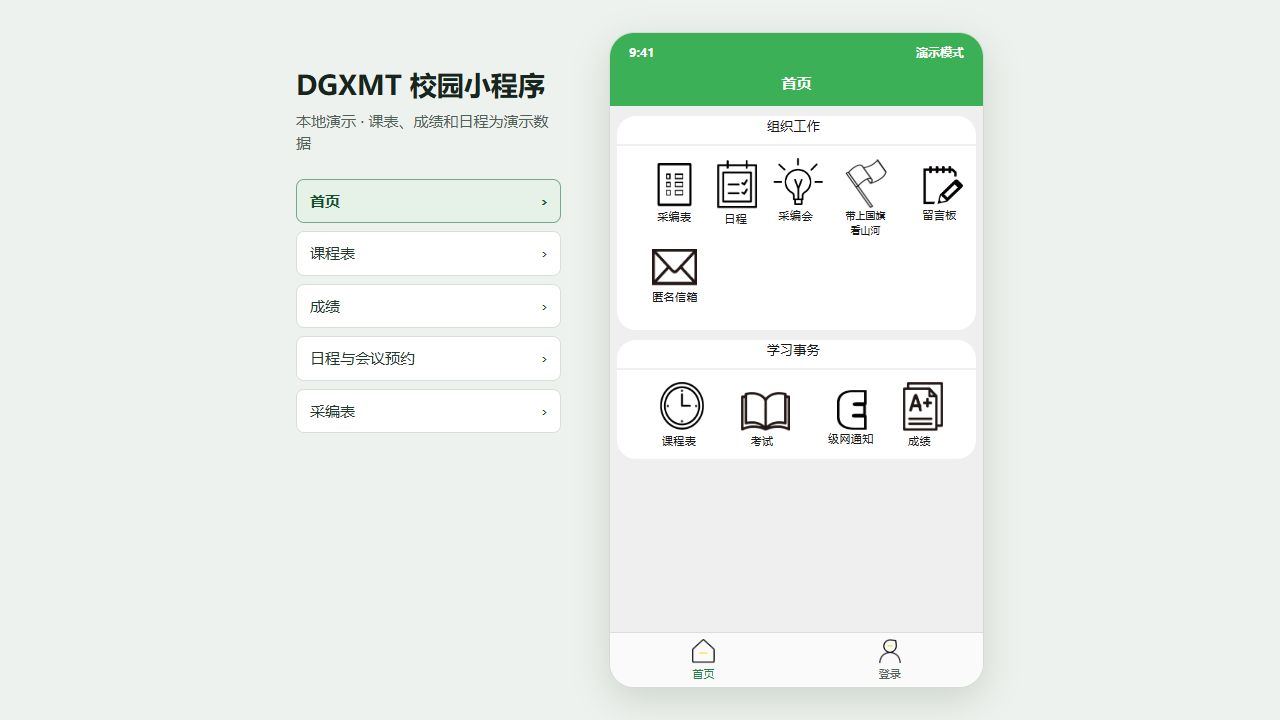 DGXMT 校园小程序
本地演示 · 课表、成绩和日程为演示数
据
首页 ›
课程表 ›
成绩 ›
日程与会议预约 ›
采编表 ›
9:41 演示模式
首页
组织工作
采编表
日程
采编会
带上国旗
看山河
留言板
匿名信箱
学习事务
A+
课程表
考试
级网通知
成绩
首页
登录